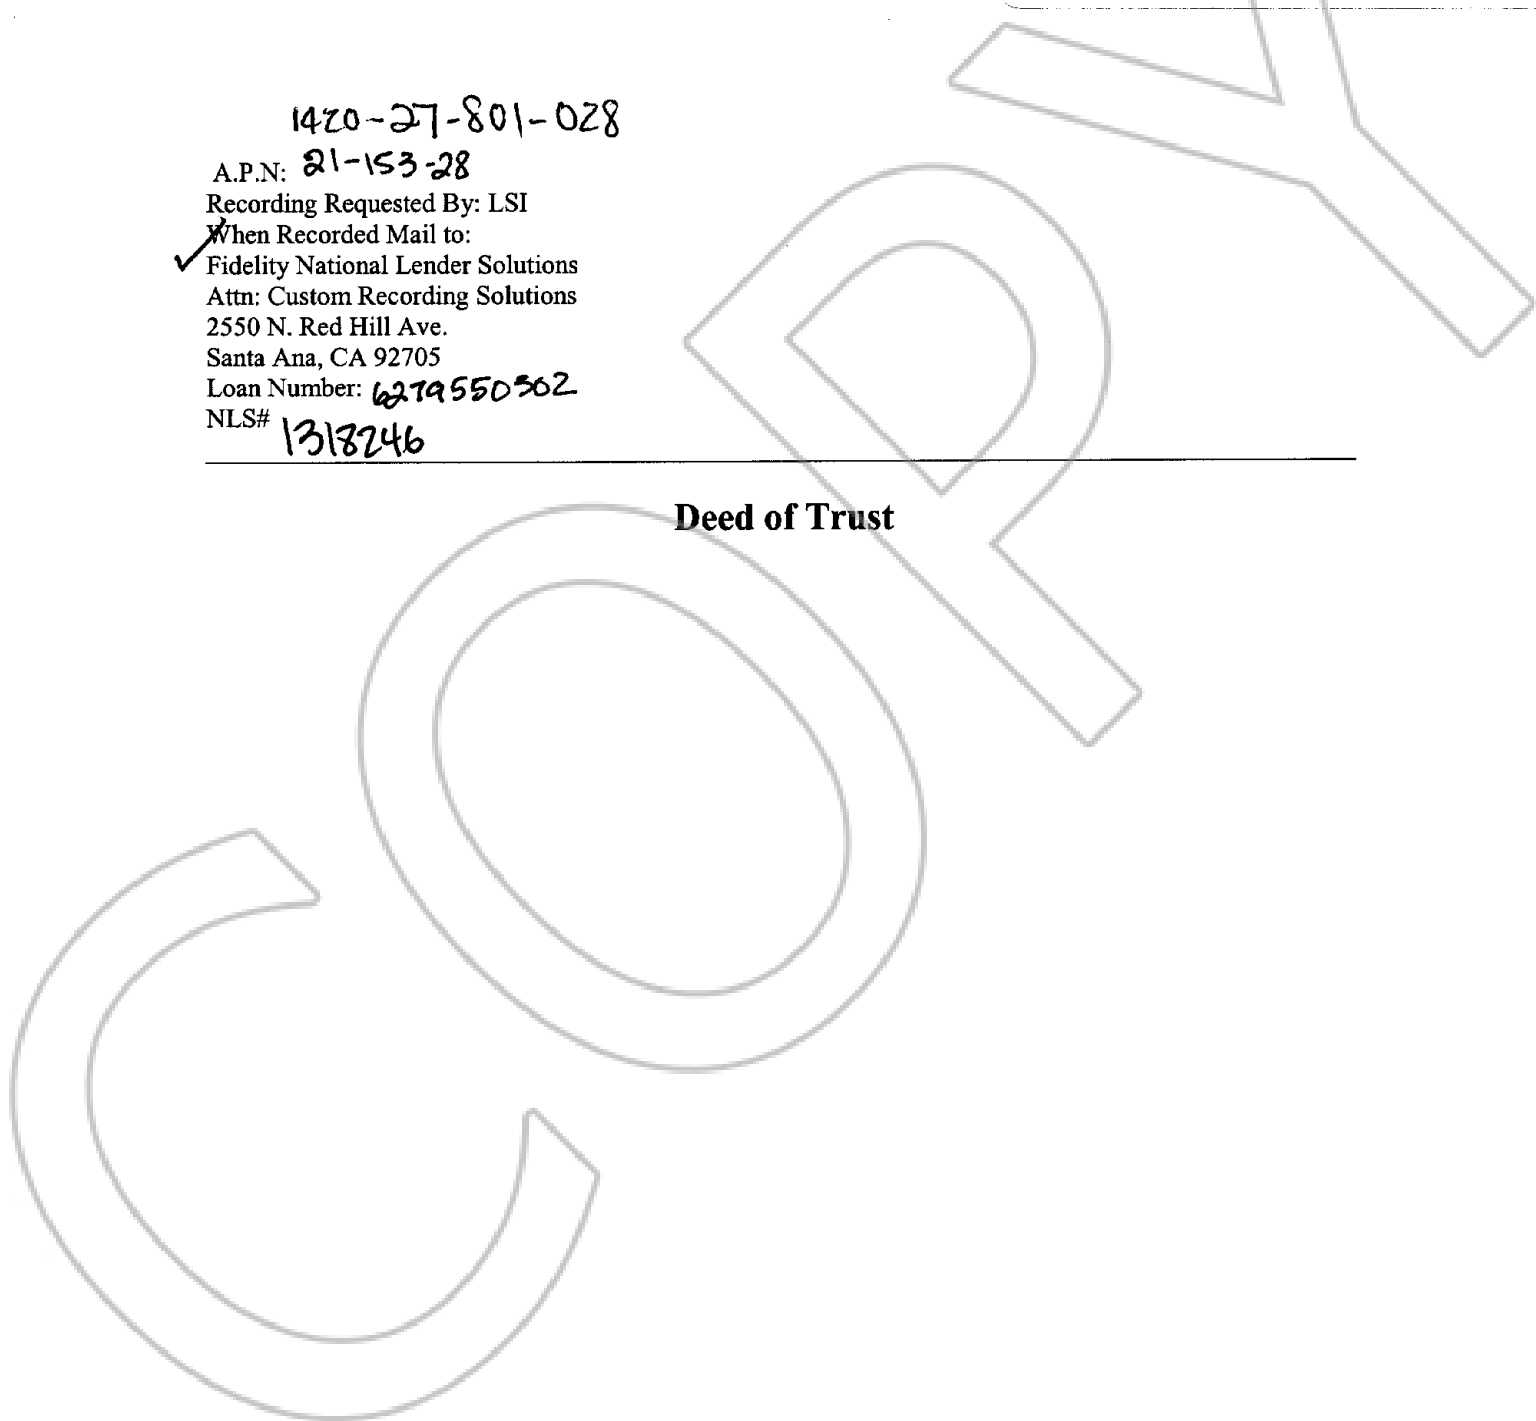 1420-27-801-028
A.P.N: 21-153-28
Recording Requested By: LSI
When Recorded Mail to:
Fidelity National Lender Solutions
Attn: Custom Recording Solutions
2550 N. Red Hill Ave.
Santa Ana, CA 92705
Loan Number: 6279550302
NLS# 1318246
Deed of Trust
COPY